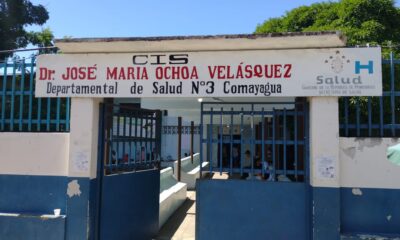 CIS
Dr. JOSÉ MARIA OCHOA VELÁSQUEZ
Departamental de Salud N°3 Comayagua
Salud H